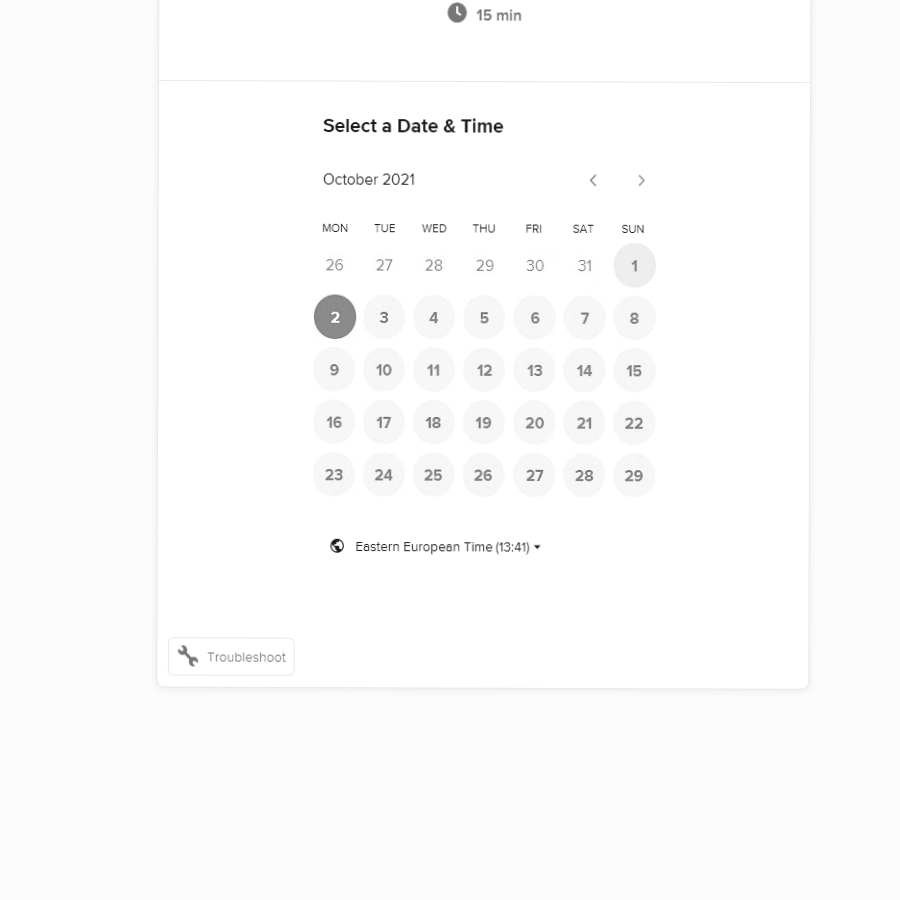 15 min
Select a Date & Time
October 2021
MON TUE WED THU FRI SAT SUN
26 27 28 29 30 31 1
2 3 4 5 6 7 8
9 10 11 12 13 14 15
16 17 18 19 20 21 22
23 24 25 26 27 28 29
Eastern European Time (13:41)
Troubleshoot